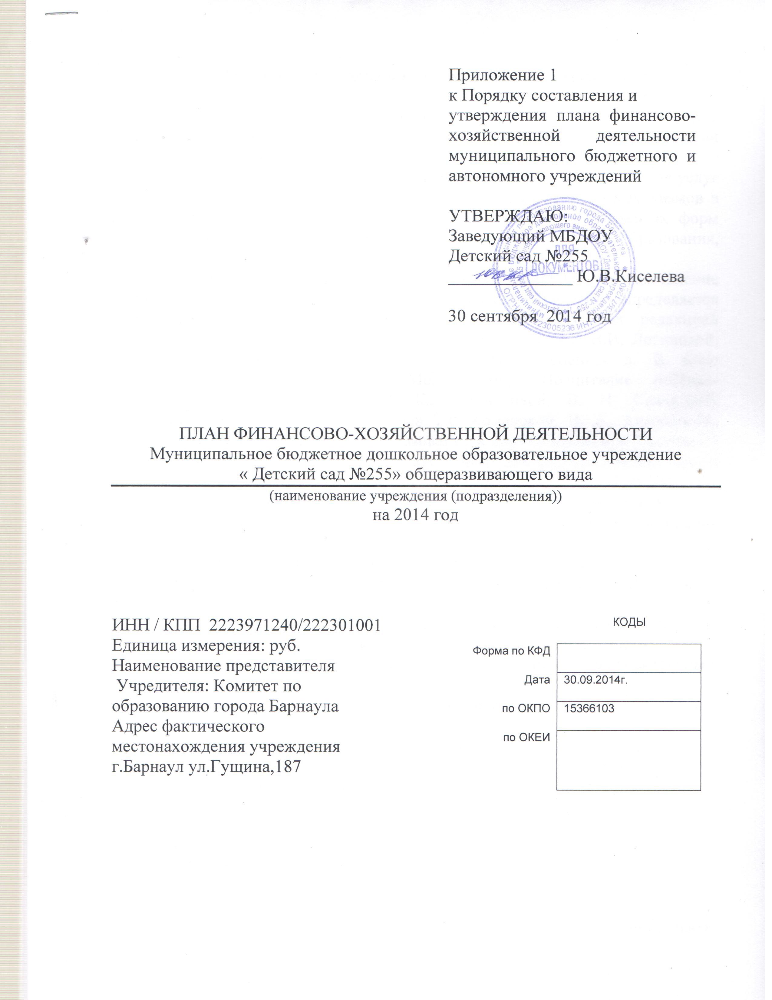 Приложение 1
к Порядку составления и
утверждения плана финансово-
хозяйственной деятельности
муниципального бюджетного и
автономного учреждений
УТВЕРЖДАЮ:
Заведующий МБДОУ
Детский сад №255
Ю.В.Киселева
ДЛЯ
ДОКУМЕНТОВ
30 сентября 2014 год
ПЛАН ФИНАНСОВО-ХОЗЯЙСТВЕННОЙ ДЕЯТЕЛЬНОСТИ
Муниципальное бюджетное дошкольное образовательное учреждение
« Детский сад №255» общеразвивающего вида
(наименование учреждения (подразделения))
на 2014 год
ИНН / КПП 2223971240/222301001
Единица измерения: руб.
Наименование представителя
Учредителя: Комитет по
образованию города Барнаула
Адрес фактического
местонахождения учреждения
г.Барнаул ул.Гущина,187
КОДЫ
Форма по КФД
Дата 30.09.2014г.
по ОКПО 15366103
по ОКЕИ